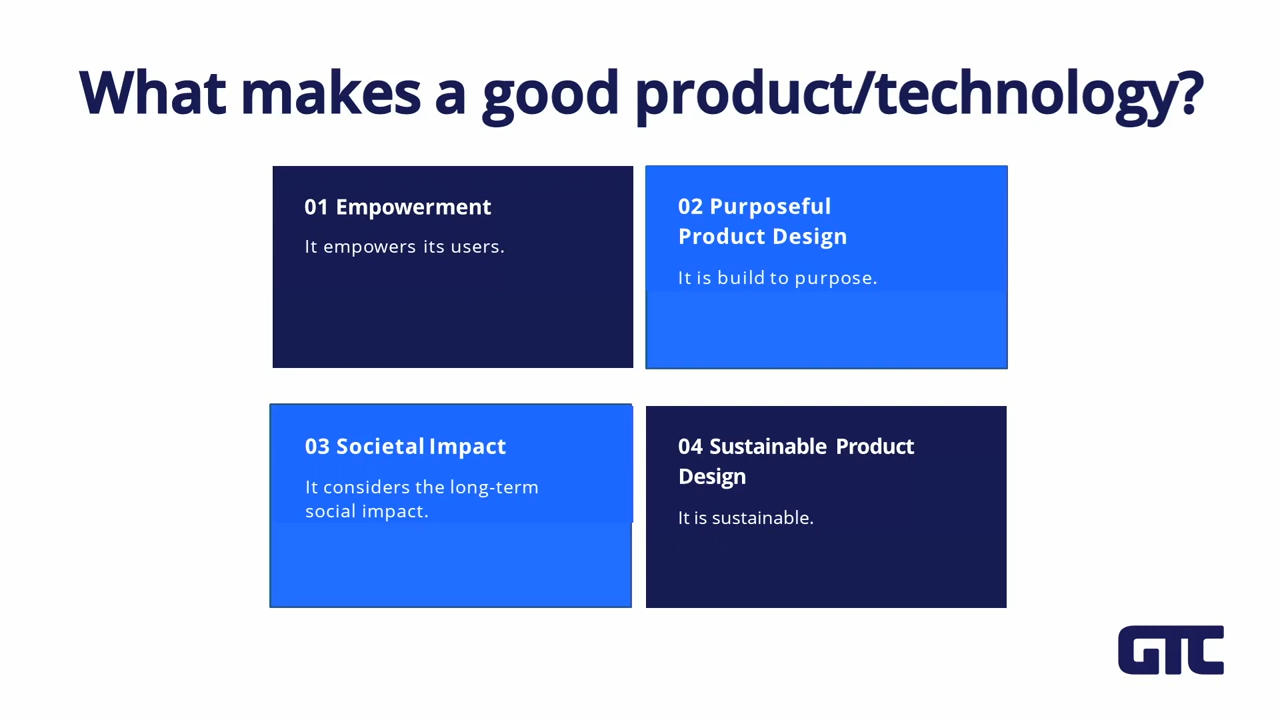 What makes a good product/technology?
01 Empowerment
It empowers its users.
02 Purposeful
Product Design
It is build to purpose.
03 Societal Impact
It considers the long-term
social impact.
04 Sustainable Product
Design
It is sustainable.
GTC